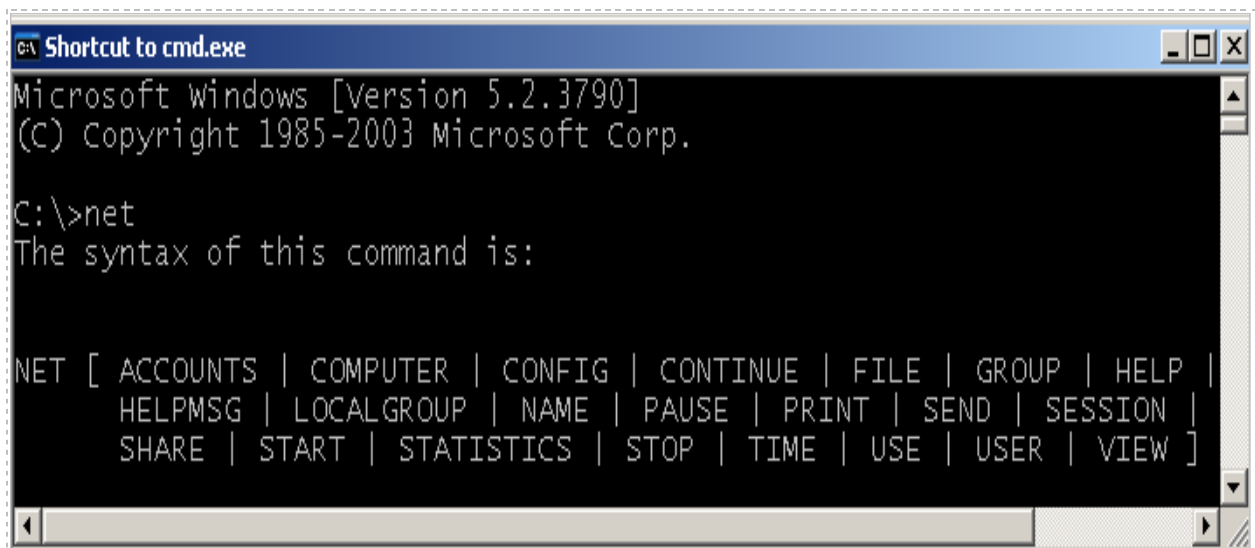 Shortcut to cmd.exe
Microsoft Windows [Version 5.2.3790]
(C) Copyright 1985-2003 Microsoft Corp.
C:\>net
The syntax of this command is:
NET [ ACCOUNTS | COMPUTER | CONFIG | CONTINUE | FILE | GROUP | HELP |
HELPMSG | LOCALGROUP | NAME | PAUSE | PRINT | SEND | SESSION |
SHARE | START | STATISTICS | STOP | TIME | USE | USER | VIEW ]